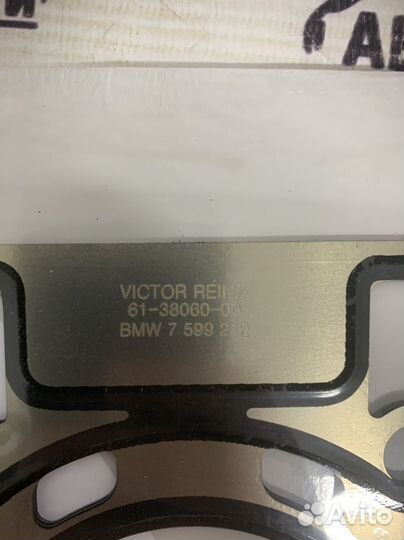 VICTOR REINZ
61-38060-00
BMW 7 599 212
Avito